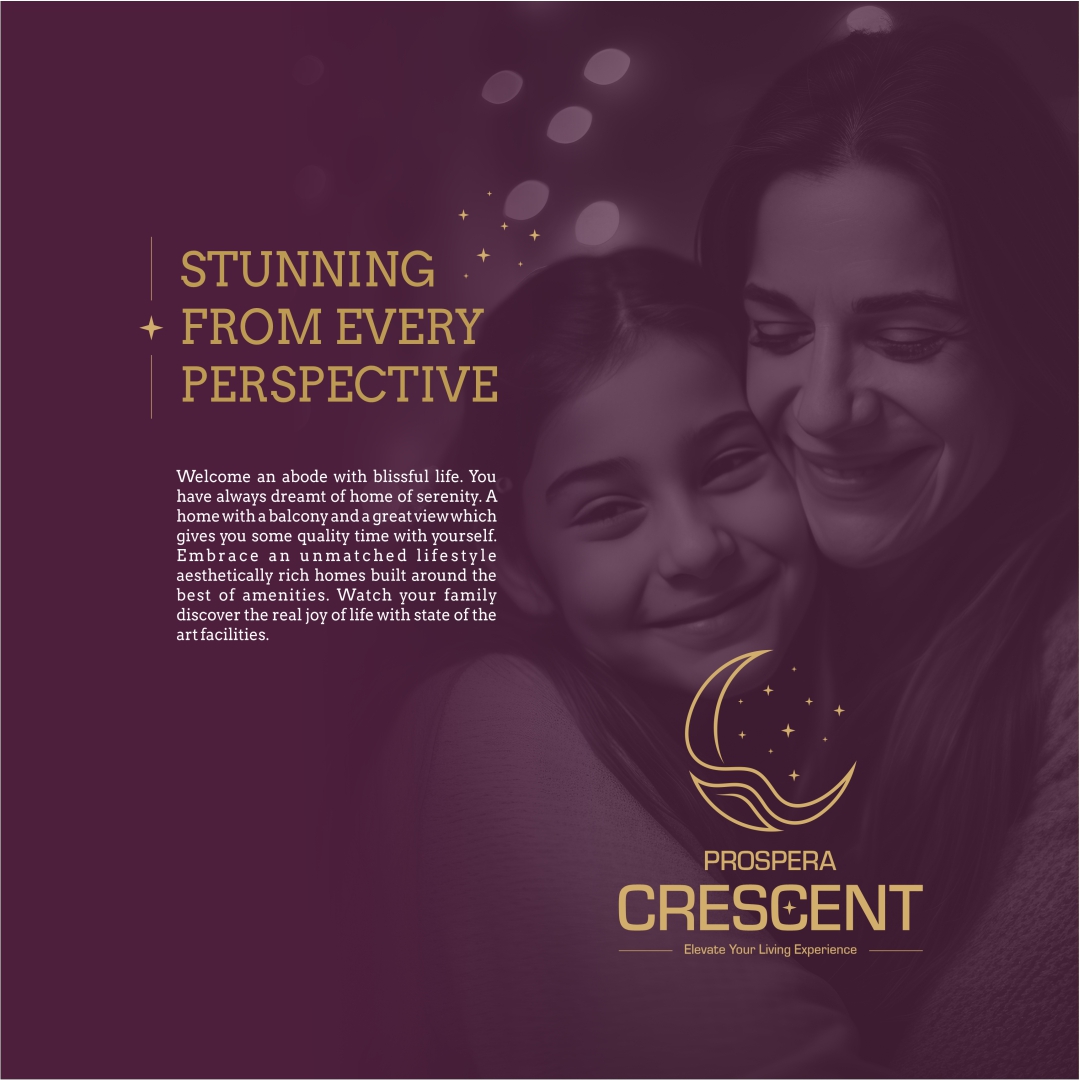 STUNNING
FROM EVERY
PERSPECTIVE
Welcome an abode with blissful life. You
have always dreamt of home of serenity. A
home with a balcony and a great view which
gives you some quality time with yourself.
Embrace an unmatched lifestyle
aesthetically rich homes built around the
best of amenities. Watch your family
discover the real joy of life with state of the
art facilities.
PROSPERA
CRESCENT
Elevate Your Living Experience